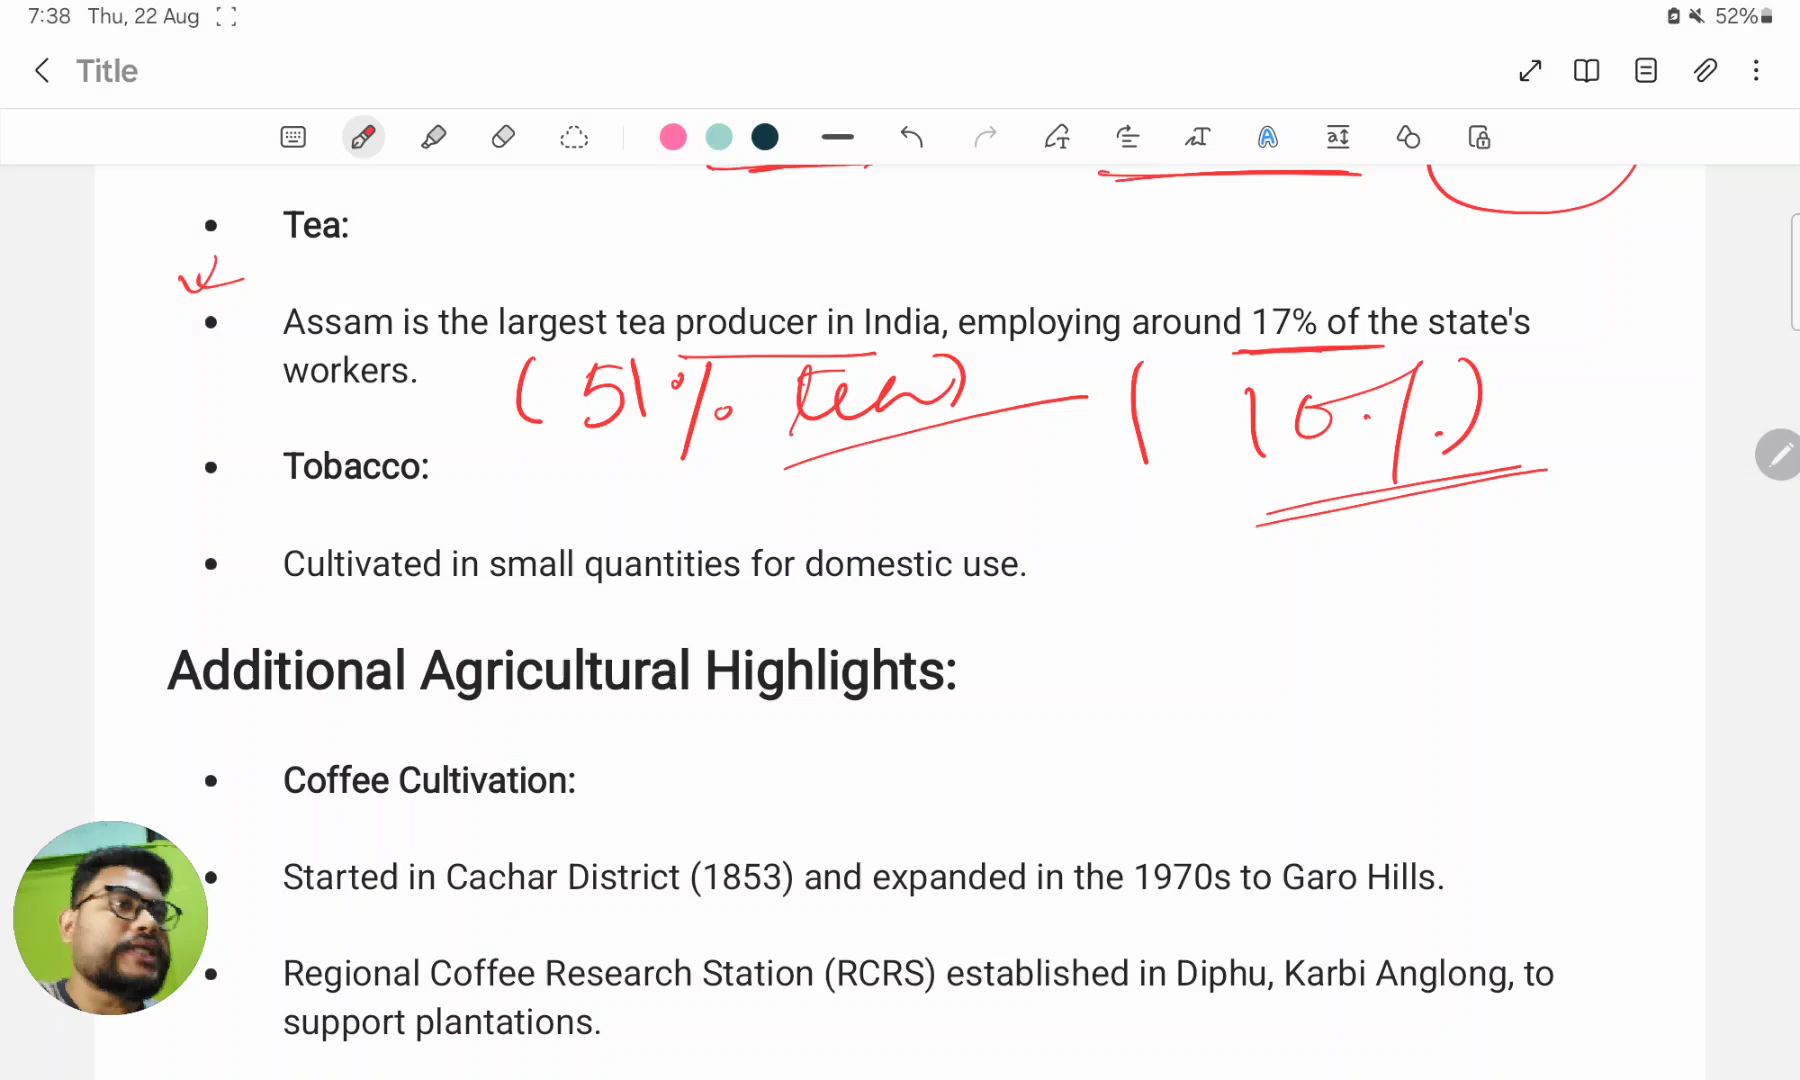 7:38 Thu, 22 Aug 52%
Title
Tea:
Assam is the largest tea producer in India, employing around 17% of the state's
workers.
(51% tea) (10%.)
Tobacco:
Cultivated in small quantities for domestic use.
Additional Agricultural Highlights:
Coffee Cultivation:
Started in Cachar District (1853) and expanded in the 1970s to Garo Hills.
Regional Coffee Research Station (RCRS) established in Diphu, Karbi Anglong, to
support plantations.